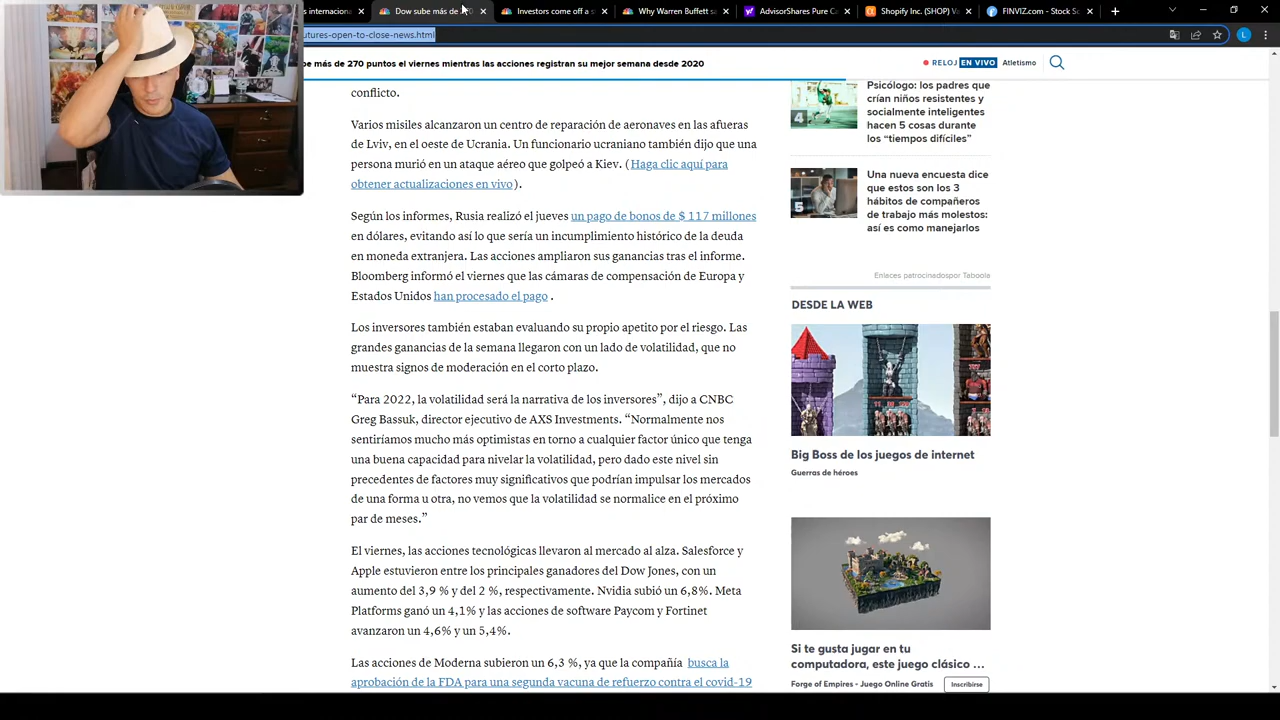 s internaciona
Dow sube más de
Investors come off a s
Why Warren Buffett sa
AdvisorShares Pure Ca
Shopify Inc. (SHOP) Va
FINVIZ.com - Stock Sc
utures-open-to-close-news.html
L
be más de 270 puntos el viernes mientras las acciones registran su mejor semana desde 2020
RELOJ EN VIVO Atletismo
conflicto.
Varios misiles alcanzaron un centro de reparación de aeronaves en las afueras
de Lviv, en el oeste de Ucrania. Un funcionario ucraniano también dijo que una
persona murió en un ataque aéreo que golpeó a Kiev. (Haga clic aquí para
obtener actualizaciones en vivo ).
Según los informes, Rusia realizó el jueves un pago de bonos de $ 117 millones
en dólares, evitando así lo que sería un incumplimiento histórico de la deuda
en moneda extranjera. Las acciones ampliaron sus ganancias tras el informe.
Bloomberg informó el viernes que las cámaras de compensación de Europa y
Estados Unidos han procesado el pago .
Los inversores también estaban evaluando su propio apetito por el riesgo. Las
grandes ganancias de la semana llegaron con un lado de volatilidad, que no
muestra signos de moderación en el corto plazo.
“Para 2022, la volatilidad será la narrativa de los inversores”, dijo a CNBC
Greg Bassuk, director ejecutivo de AXS Investments. “Normalmente nos
sentiríamos mucho más optimistas en torno a cualquier factor único que tenga
una buena capacidad para nivelar la volatilidad, pero dado este nivel sin
precedentes de factores muy significativos que podrían impulsar los mercados
de una forma u otra, no vemos que la volatilidad se normalice en el próximo
par de meses.”
El viernes, las acciones tecnológicas llevaron al mercado al alza. Salesforce y
Apple estuvieron entre los principales ganadores del Dow Jones, con un
aumento del 3,9 % y del 2 %, respectivamente. Nvidia subió un 6,8%. Meta
Platforms ganó un 4,1% y las acciones de software Paycom y Fortinet
avanzaron un 4,6% y un 5,4%.
Las acciones de Moderna subieron un 6,3 %, ya que la compañía busca la
aprobación de la FDA para una segunda vacuna de refuerzo contra el covid-19
4
Psicólogo: los padres que
crían niños resistentes y
socialmente inteligentes
hacen 5 cosas durante
los “tiempos difíciles”
5
Una nueva encuesta dice
que estos son los 3
hábitos de compañeros
de trabajo más molestos:
así es como manejarlos
Enlaces patrocinadospor Taboola
DESDE LA WEB
Big Boss de los juegos de internet
Guerras de héroes
Si te gusta jugar en tu
computadora, este juego clásico ...
Forge of Empires - Juego Online Gratis
Inscribirse